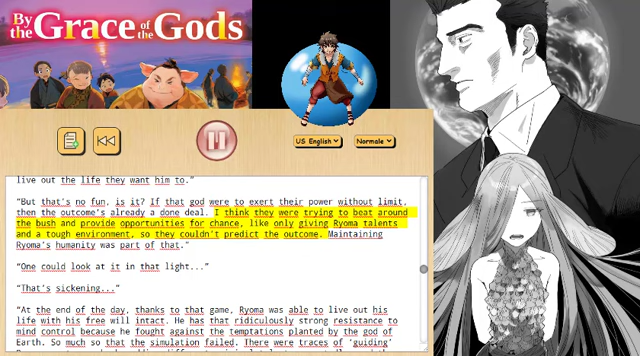 By the Grace of the Gods
US English
Normale
live out the life they want him to.”
“But that’s no fun, is it? If that god were to exert their power without limit,
then the outcome’s already a done deal. I think they were trying to beat around
the bush and provide opportunities for chance, like only giving Ryoma talents
and a tough environment, so they couldn’t predict the outcome. Maintaining
Ryoma’s humanity was part of that.”
“One could look at it in that light...”
“That’s sickening...”
“At the end of the day, thanks to that game, Ryoma was able to live out his
life with his free will intact. He has that ridiculously strong resistance to
mind control because he fought against the temptations planted by the god of
Earth. So much so that the simulation failed. There were traces of ‘guiding’